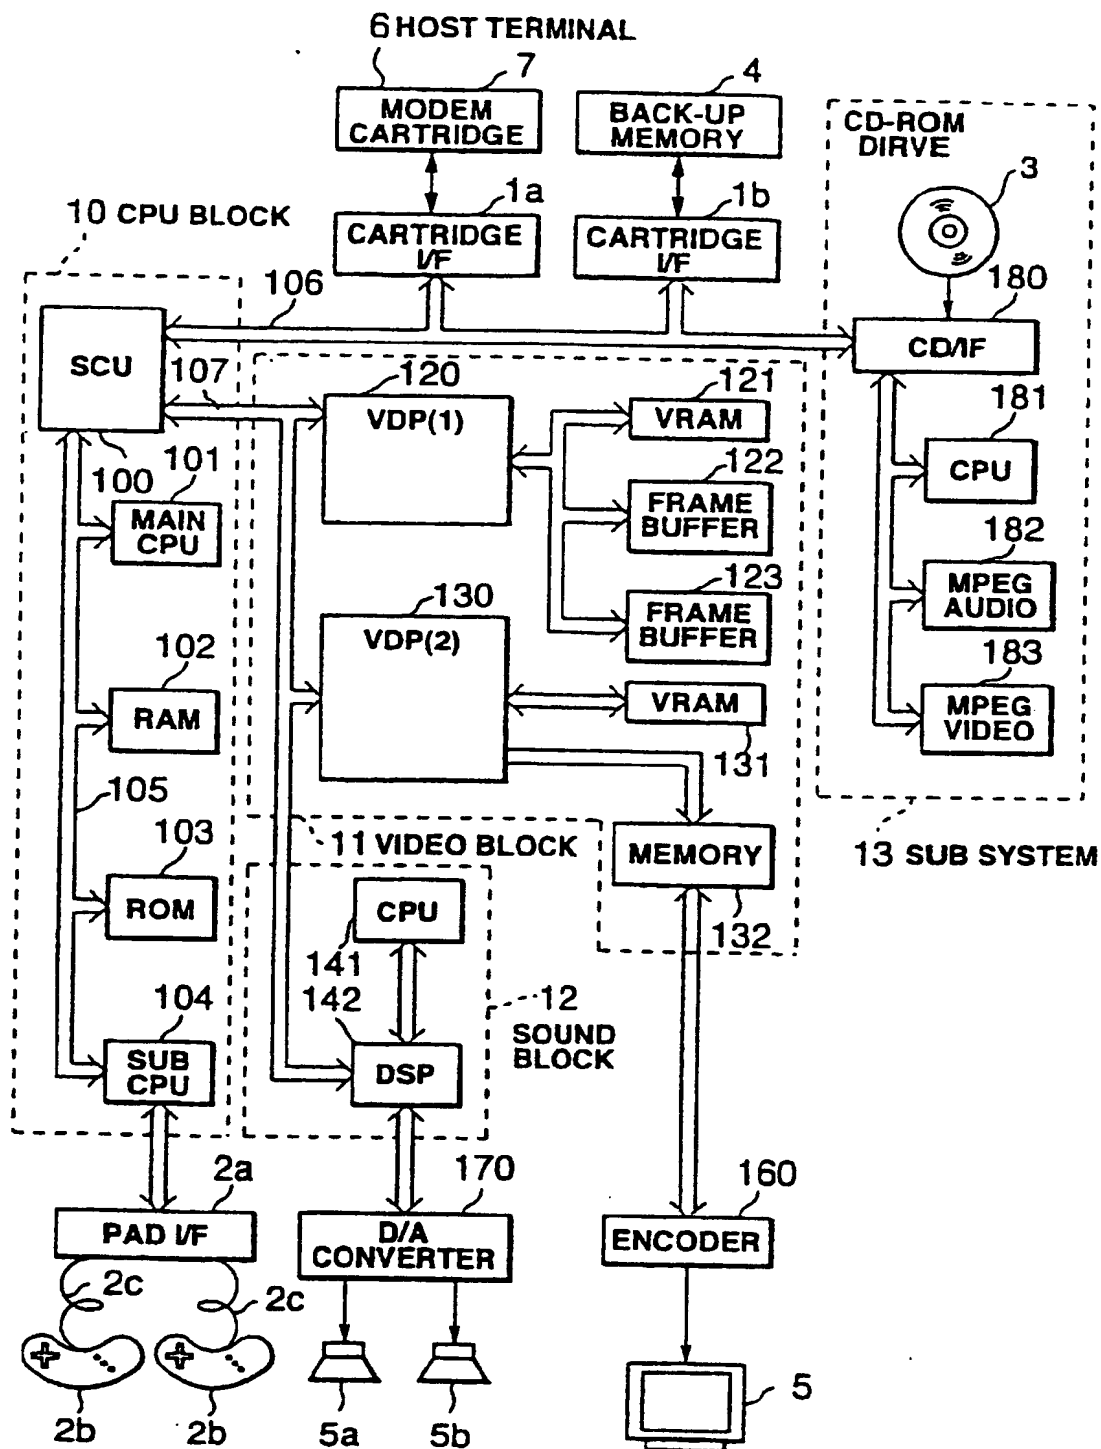 6 HOST TERMINAL
7
4
MODEM
CARTRIDGE
BACK-UP
MEMORY
CD-ROM
DIRVE
3
1a
1b
10 CPU BLOCK
CARTRIDGE
I/F
CARTRIDGE
I/F
106
180
SCU
CD/IF
107
120
121
VDP(1)
VRAM
181
100
101
122
CPU
MAIN
CPU
FRAME
BUFFER
182
123
MPEG
AUDIO
130
FRAME
BUFFER
VDP(2)
183
102
VRAM
MPEG
VIDEO
RAM
131
105
103
11 VIDEO BLOCK
MEMORY
13 SUB SYSTEM
ROM
CPU
132
141
104
142
12
SOUND
BLOCK
SUB
CPU
DSP
2a
170
160
PAD I/F
D/A
CONVERTER
ENCODER
2c
2c
5
2b
2b
5a
5b